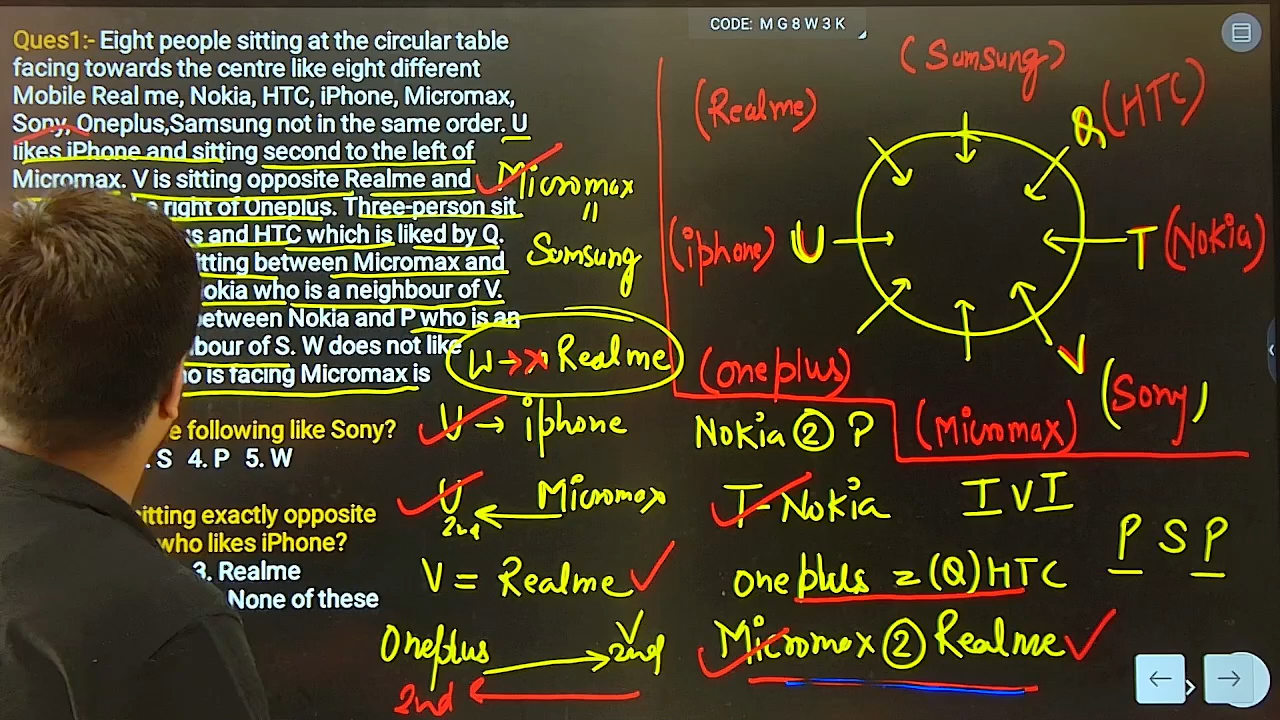 CODE: M G 8 W 3 K
Ques1:- Eight people sitting at the circular table
facing towards the centre like eight different
Mobile Real me, Nokia, HTC, iPhone, Micromax,
Sony, Oneplus,Samsung not in the same order. U
likes iPhone and sitting second to the left of
Micromax. V is sitting opposite Realme and
right of Oneplus. Three-person sit
and HTC which is liked by Q.
itting between Micromax and
okia who is a neighbour of V.
etween Nokia and P who is an
bour of S. W does not like
o is facing Micromax is
e following like Sony?
. S 4. P 5. W
itting exactly opposite
who likes iPhone?
3. Realme
None of these
Micromax
=
Samsung
W → x Realme
U → iphone
U ← Micromax
2nd
V = Realme
Oneplus → V 2nd
2nd ←
(Samsung)
(Realme)
Q (HTC)
(iphone) U
T (Nokia)
V
(oneplus)
(Sony)
(Micromax)
Nokia ② P
T - Nokia
I V I
P S P
oneplus = (Q) HTC
Micromax ② Realme